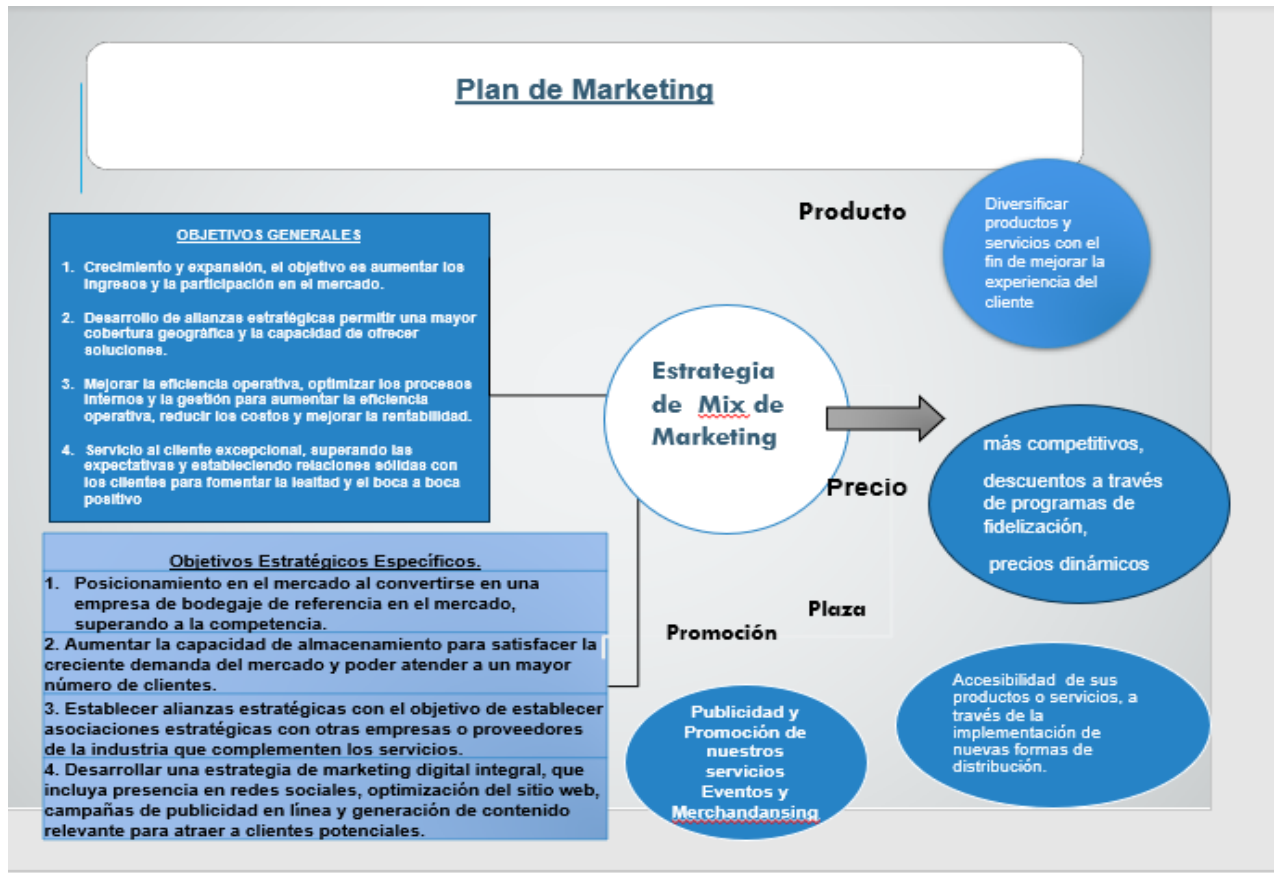 Plan de Marketing
OBJETIVOS GENERALES
1. Crecimiento y expansión, el objetivo es aumentar los
ingresos y la participación en el mercado.
2. Desarrollo de alianzas estratégicas permitir una mayor
cobertura geográfica y la capacidad de ofrecer
soluciones.
3. Mejorar la eficiencia operativa, optimizar los procesos
internos y la gestión para aumentar la eficiencia
operativa, reducir los costos y mejorar la rentabilidad.
4. Servicio al cliente excepcional, superando las
expectativas y estableciendo relaciones sólidas con
los clientes para fomentar la lealtad y el boca a boca
positivo
Objetivos Estratégicos Específicos.
1. Posicionamiento en el mercado al convertirse en una
empresa de bodegaje de referencia en el mercado,
superando a la competencia.
2. Aumentar la capacidad de almacenamiento para satisfacer la
creciente demanda del mercado y poder atender a un mayor
número de clientes.
3. Establecer alianzas estratégicas con el objetivo de establecer
asociaciones estratégicas con otras empresas o proveedores
de la industria que complementen los servicios.
4. Desarrollar una estrategia de marketing digital integral, que
incluya presencia en redes sociales, optimización del sitio web,
campañas de publicidad en línea y generación de contenido
relevante para atraer a clientes potenciales.
Estrategia
de Mix de
Marketing
Producto
Diversificar
productos y
servicios con el
fin de mejorar la
experiencia del
cliente
Precio
más competitivos,
descuentos a través
de programas de
fidelización,
precios dinámicos
Plaza
Accesibilidad de sus
productos o servicios, a
través de la
implementación de
nuevas formas de
distribución.
Promoción
Publicidad y
Promoción de
nuestros
servicios
Eventos y
Merchandansing